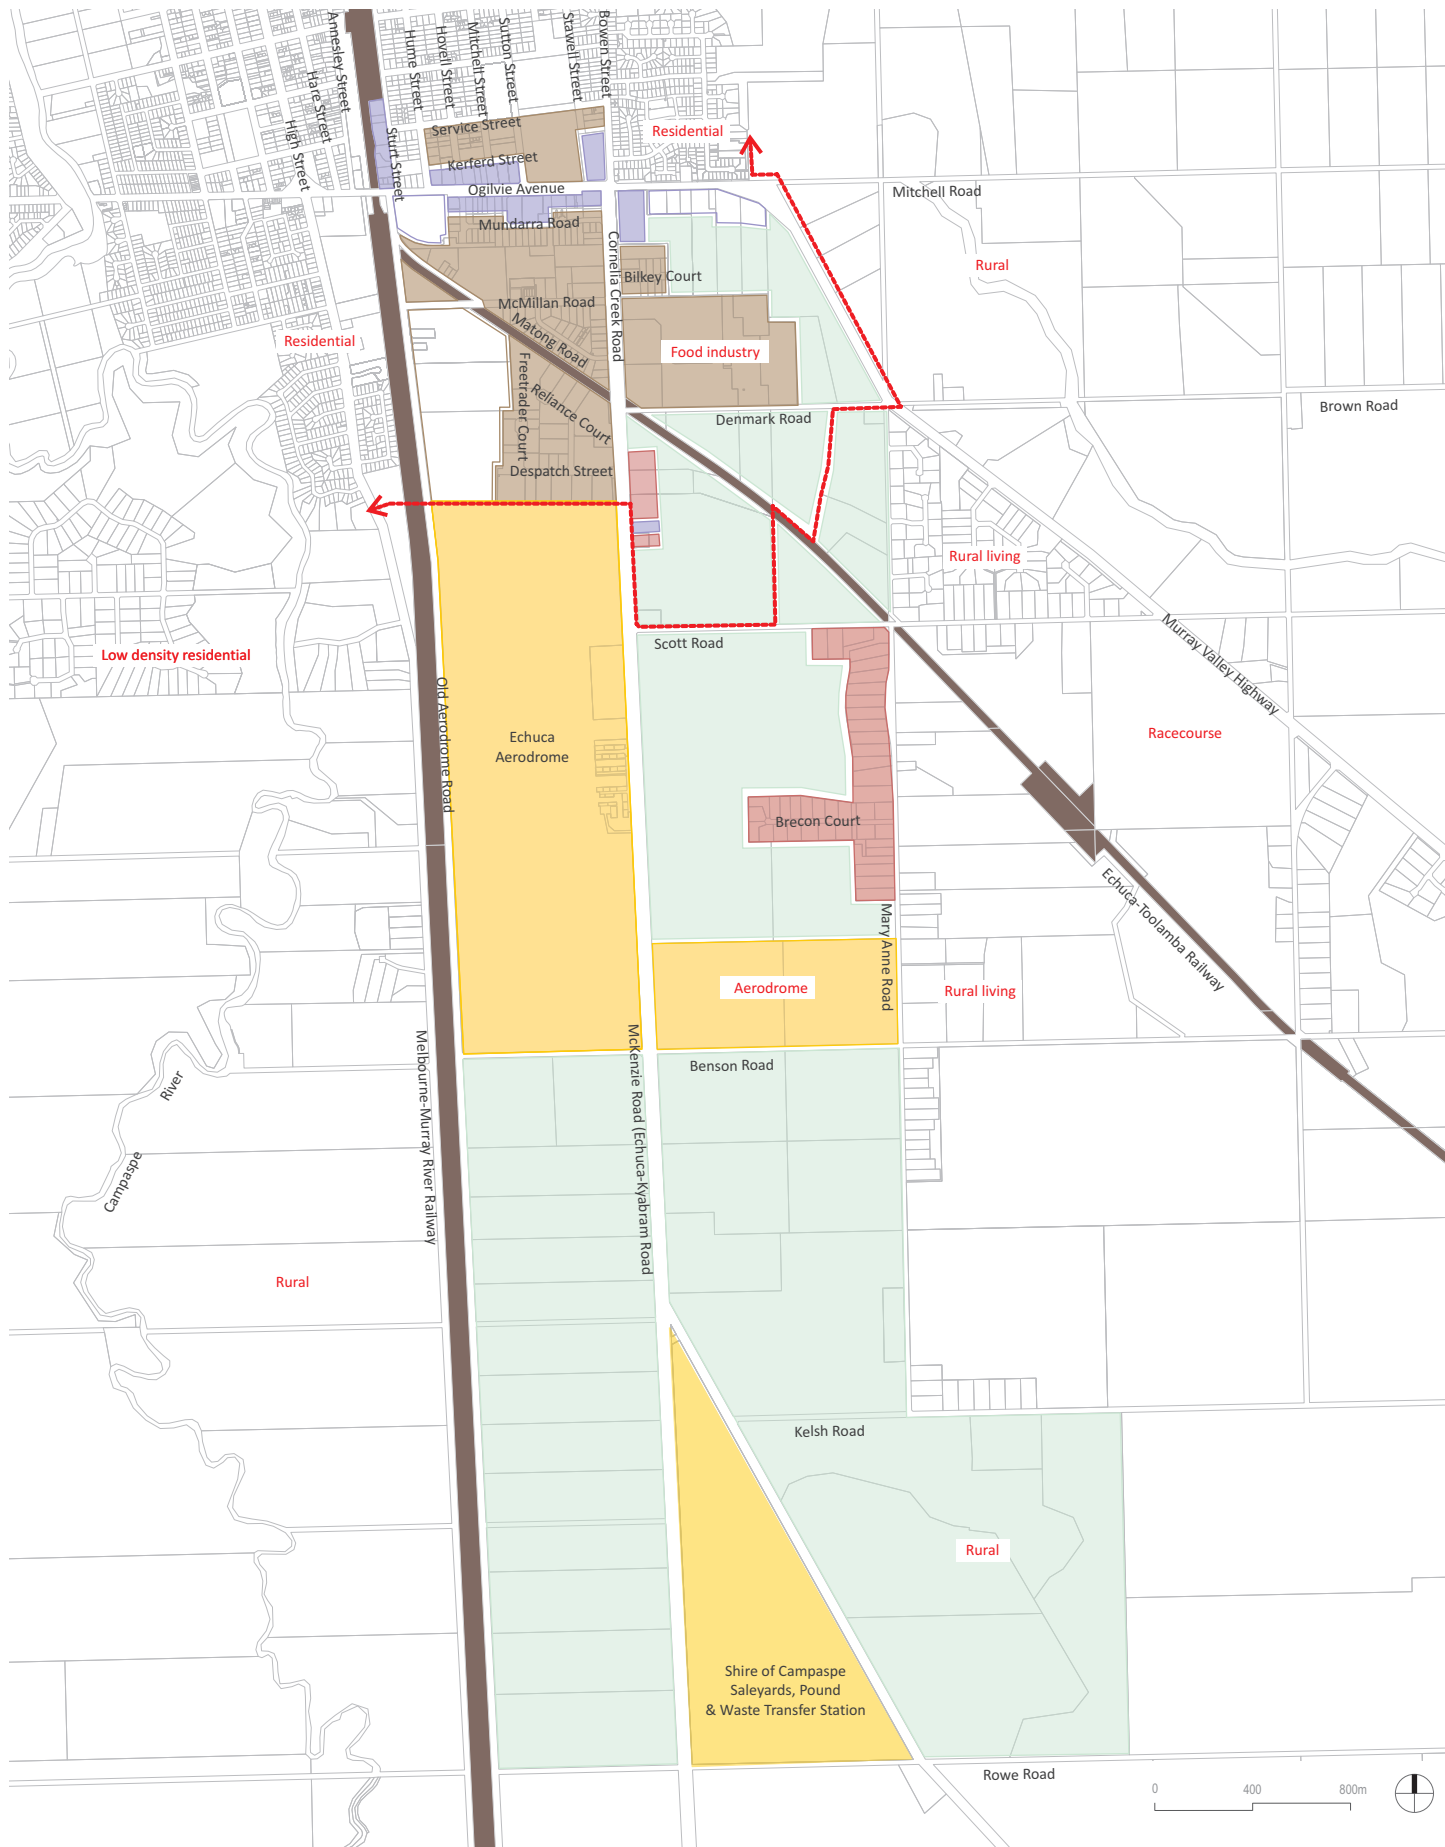 Annesley Street
Hare Street
High Street
Sturt Street
Hume Street
Hovell Street
Mitchell Street
Sutton Street
Stawell Street
Bowen Street
Service Street
Kerferd Street
Ogilvie Avenue
Residential
Mitchell Road
Mundarra Road
Cornelia Creek Road
Bilkey Court
Rural
McMillan Road
Matong Road
Residential
Food industry
Freetrader Court
Reliance Court
Denmark Road
Brown Road
Despatch Street
Rural living
Scott Road
Murray Valley Highway
Low density residential
Old Aerodrome Road
Echuca
Aerodrome
Racecourse
Brecon Court
Echuca-Toolamba Railway
Mary Anne Road
Aerodrome
Rural living
Melbourne-Murray River Railway
McKenzie Road (Echuca-Kyabram Road
Benson Road
River
Campaspe
Rural
Kelsh Road
Rural
Shire of Campaspe
Saleyards, Pound
& Waste Transfer Station
Rowe Road
0 400 800m